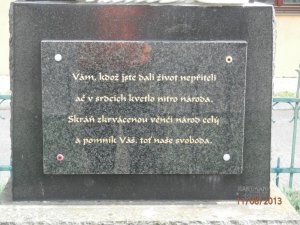 Vám, kdož jste dali život nepříteli
ač v srdcích kvetlo nitro národa.
Skráň zkrvácenou věnčí národ celý
a pomník Váš, toť naše svoboda.
11/08/2013